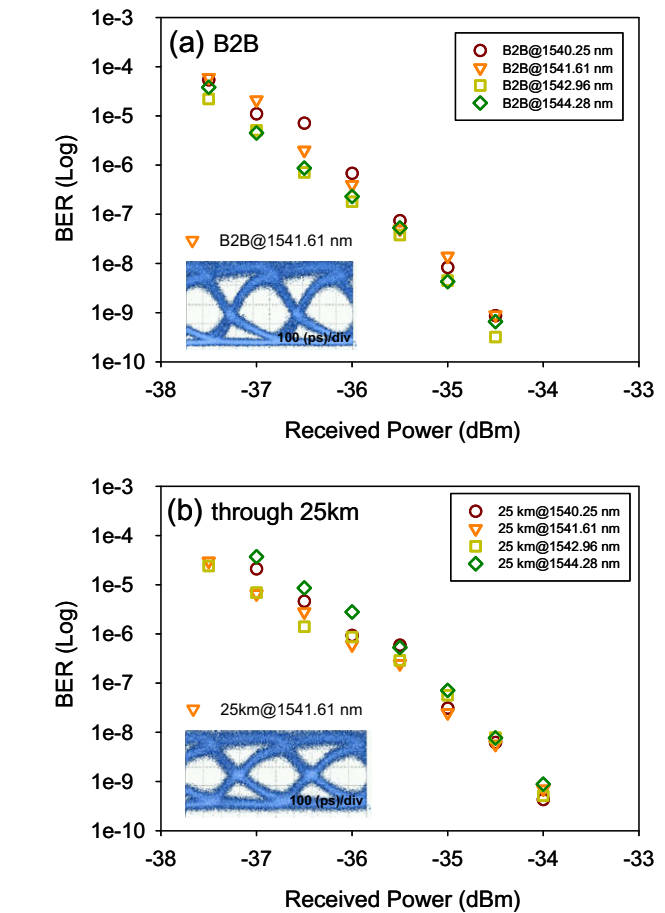 (a) B2B
1e-3
1e-4
1e-5
1e-6
1e-7
1e-8
1e-9
1e-10
BER (Log)
B2B@1540.25 nm
B2B@1541.61 nm
B2B@1542.96 nm
B2B@1544.28 nm
B2B@1541.61 nm
100 (ps)/div
-38 -37 -36 -35 -34 -33
Received Power (dBm)
(b) through 25km
1e-3
1e-4
1e-5
1e-6
1e-7
1e-8
1e-9
1e-10
BER (Log)
25 km@1540.25 nm
25 km@1541.61 nm
25 km@1542.96 nm
25 km@1544.28 nm
25km@1541.61 nm
100 (ps)/div
-38 -37 -36 -35 -34 -33
Received Power (dBm)